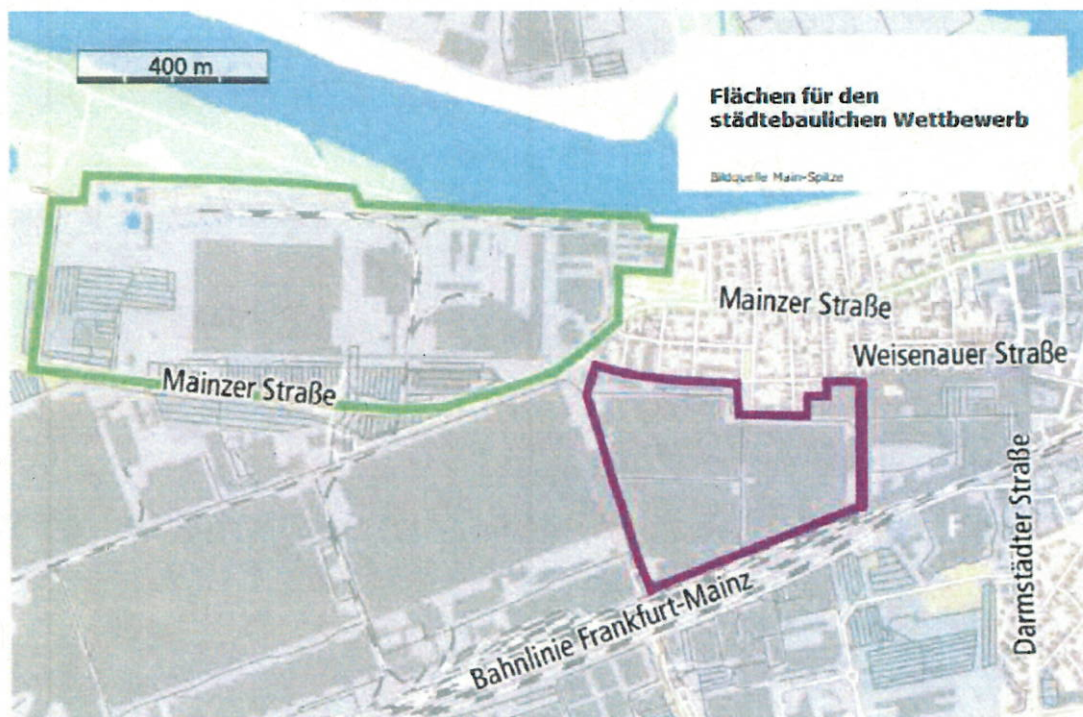 400 m
Flächen für den
städtebaulichen Wettbewerb
Bildquelle Main-Spitze
Mainzer Straße
Weisenauer Straße
Mainzer Straße
Darmstädter Straße
Bahnlinie Frankfurt-Mainz